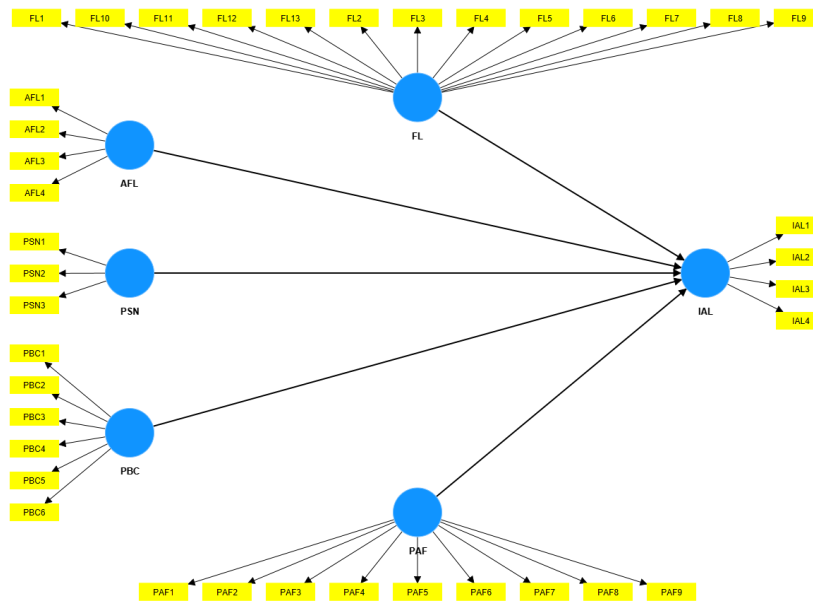 FL1 FL10 FL11 FL12 FL13 FL2 FL3 FL4 FL5 FL6 FL7 FL8 FL9
FL
AFL1
AFL2
AFL3
AFL4
AFL
PSN1
PSN2
PSN3
PSN
IAL1
IAL2
IAL3
IAL4
IAL
PBC1
PBC2
PBC3
PBC4
PBC5
PBC6
PBC
PAF
PAF1 PAF2 PAF3 PAF4 PAF5 PAF6 PAF7 PAF8 PAF9